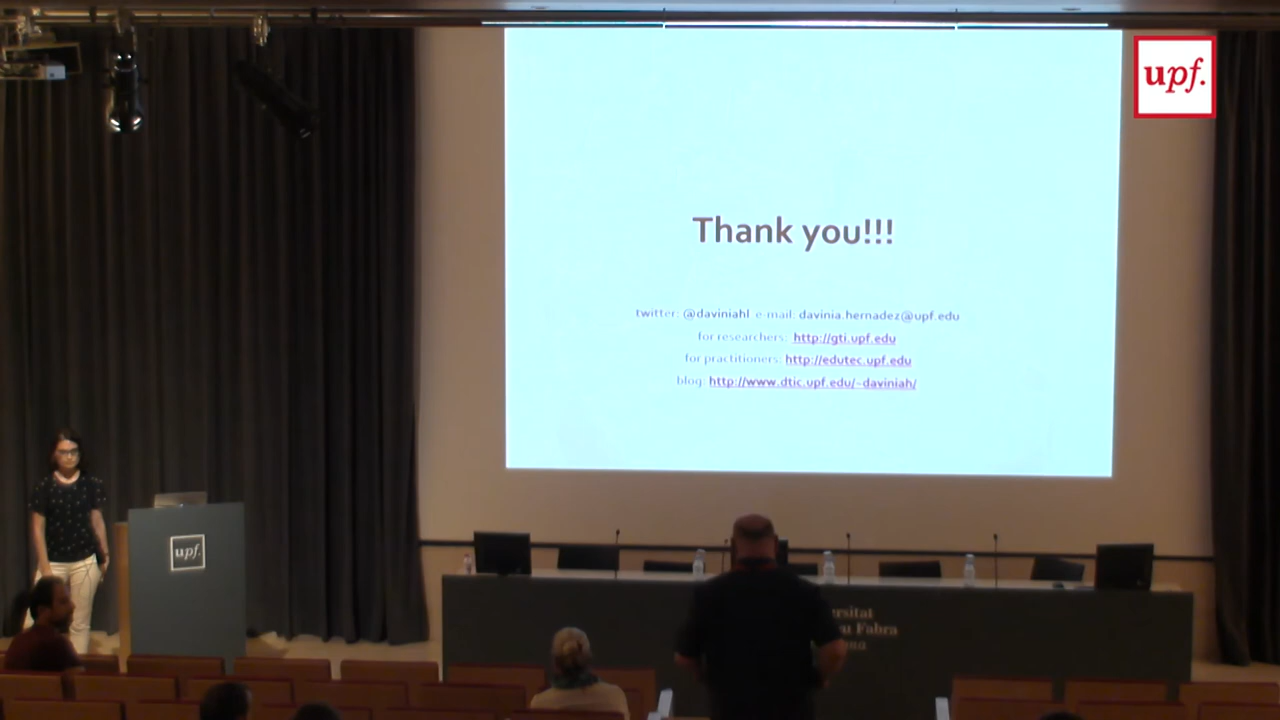 upf.
Thank you!!!
twitter: @daviniahl e-mail: davinia.hernadez@upf.edu
for researchers: http://gti.upf.edu
for practitioners: http://edutec.upf.edu
blog: http://www.dtic.upf.edu/~daviniah/
upf.
Fabra